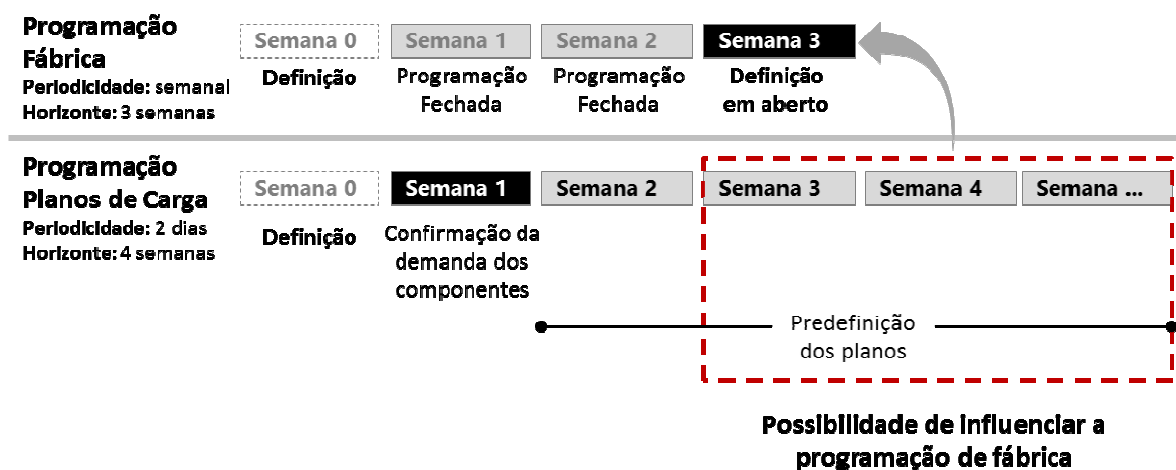 Programação
Fábrica
Periodicidade: semanal
Horizonte: 3 semanas
Semana 0
Definição
Semana 1
Programação
Fechada
Semana 2
Programação
Fechada
Semana 3
Definição
em aberto
Programação
Planos de Carga
Periodicidade: 2 dias
Horizonte: 4 semanas
Semana 0
Definição
Semana 1
Confirmação da
demanda dos
componentes
Semana 2
Semana 3
Semana 4
Semana ...
Predefinição
dos planos
Possibilidade de influenciar a
programação de fábrica